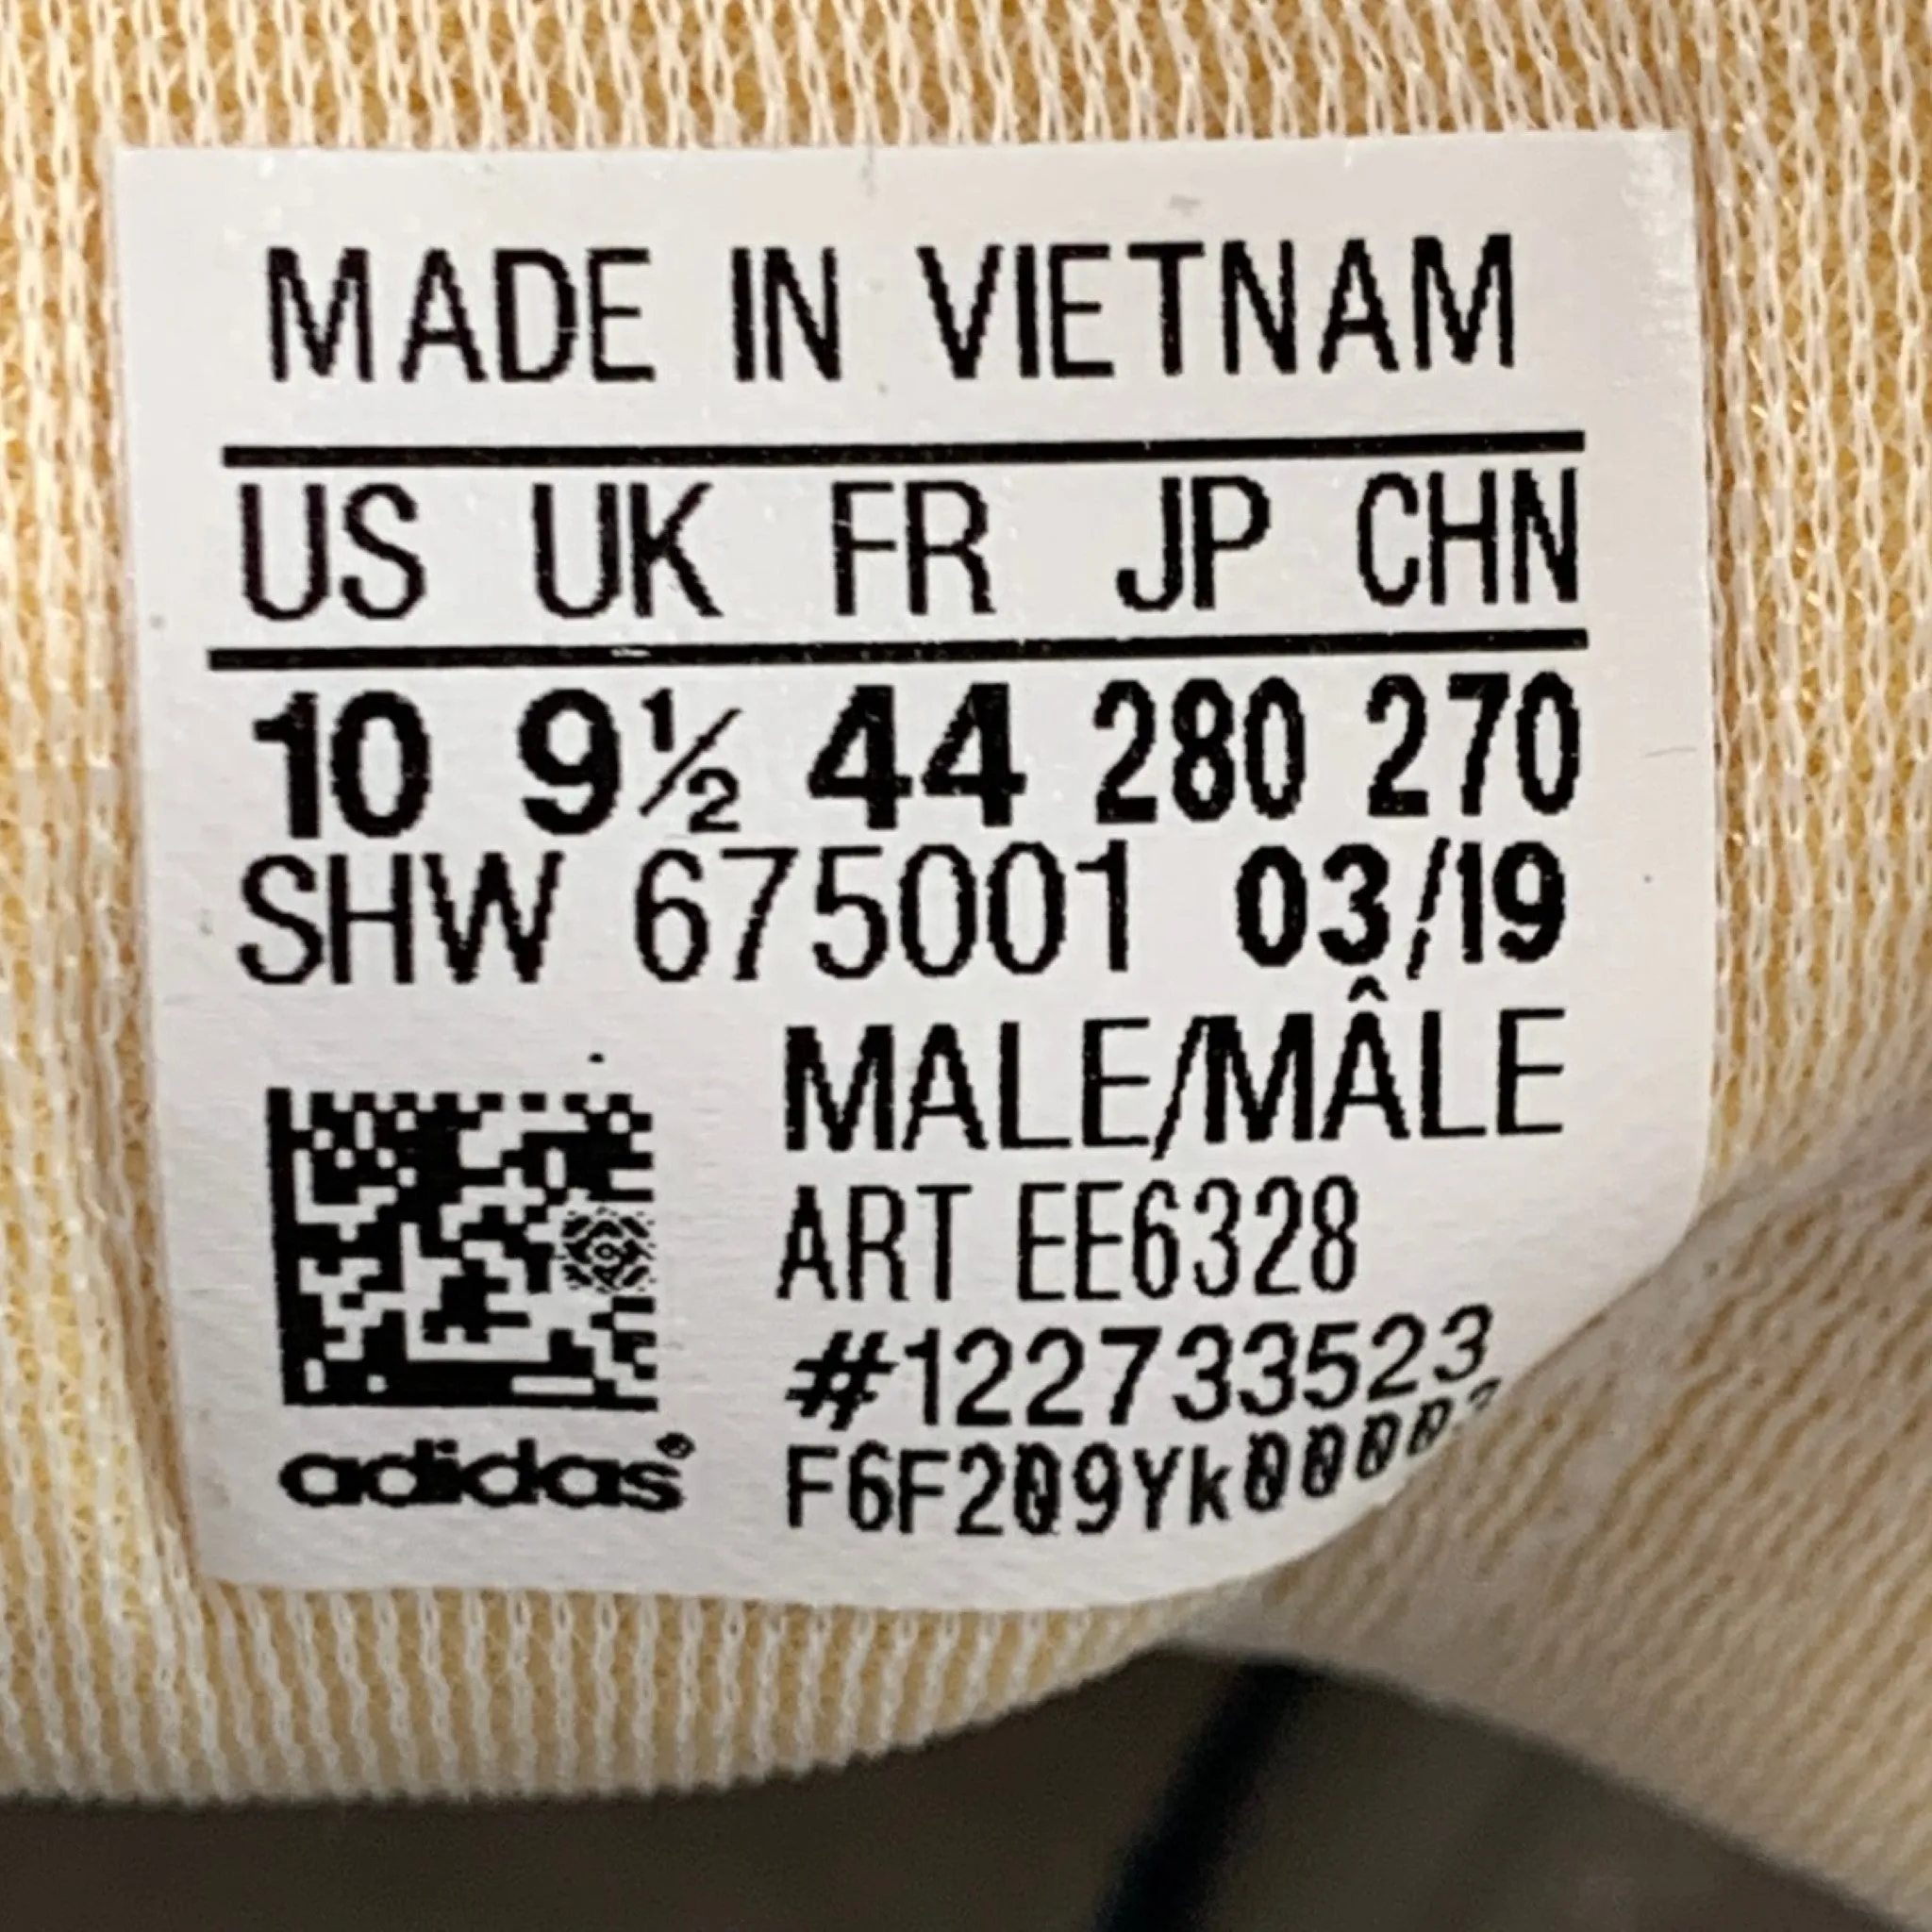 MADE IN VIETNAM
US UK FR JP CHN
10 9½ 44 280 270
SHW 675001 03/19
MALE/MÂLE
ART EE6328
#122733523
adidas®